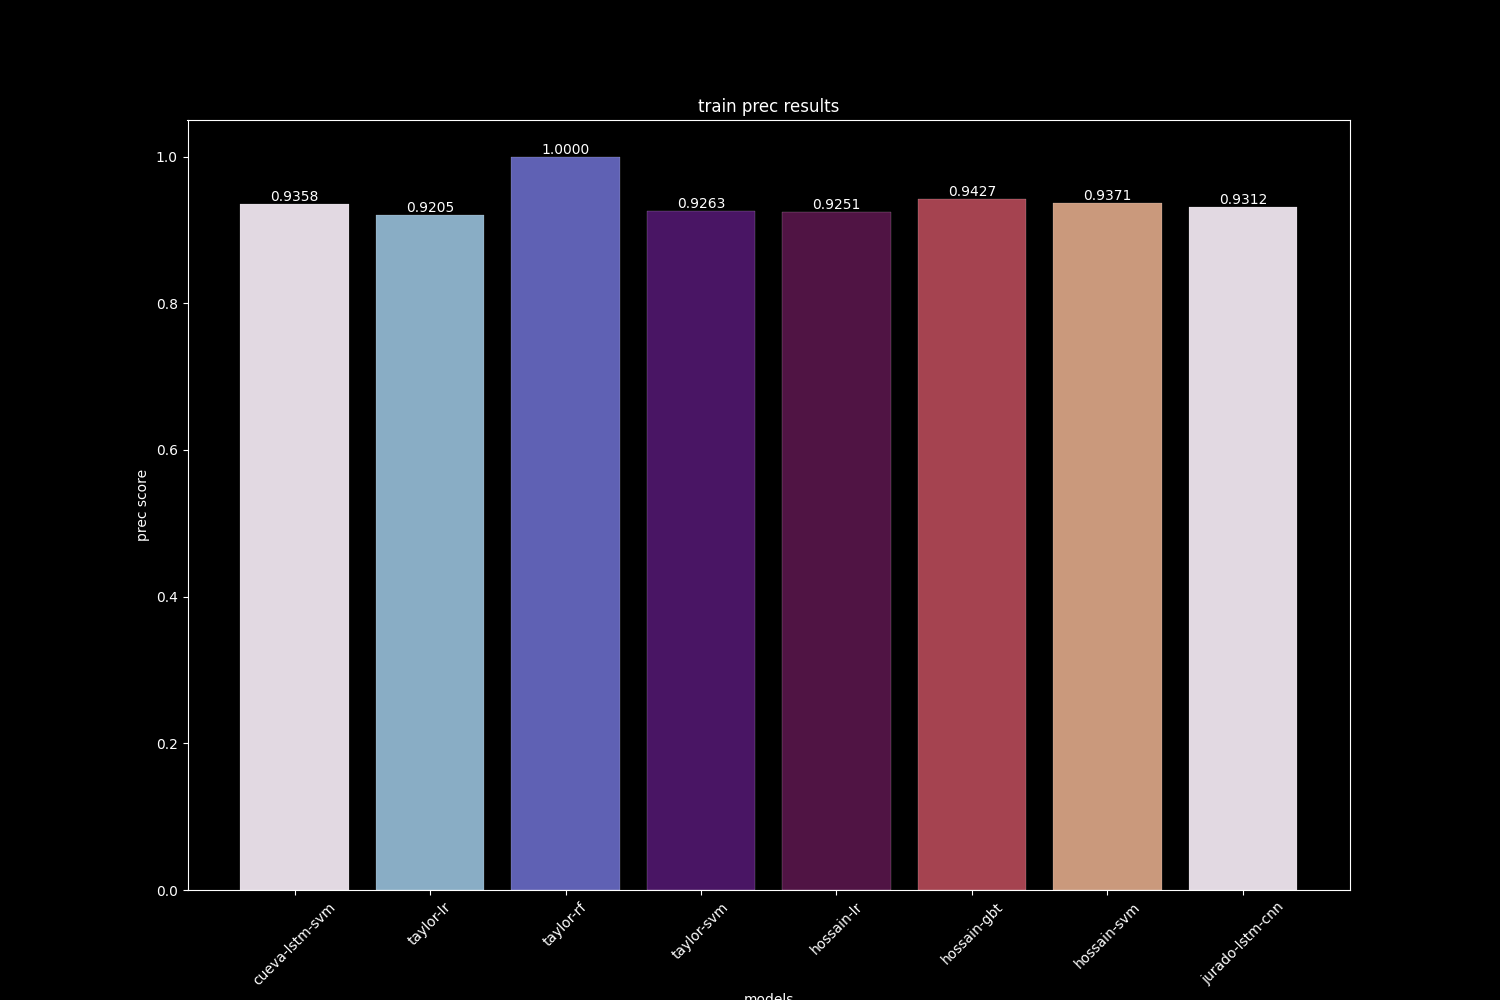 train prec results
1.0000
0.9358
0.9205
0.9263
0.9251
0.9427
0.9371
0.9312
1.0
0.8
0.6
0.4
0.2
0.0
prec score
cueva-lstm-svm
taylor-lr
taylor-rf
taylor-svm
hossain-lr
hossain-gbt
hossain-svm
jurado-lstm-cnn
models